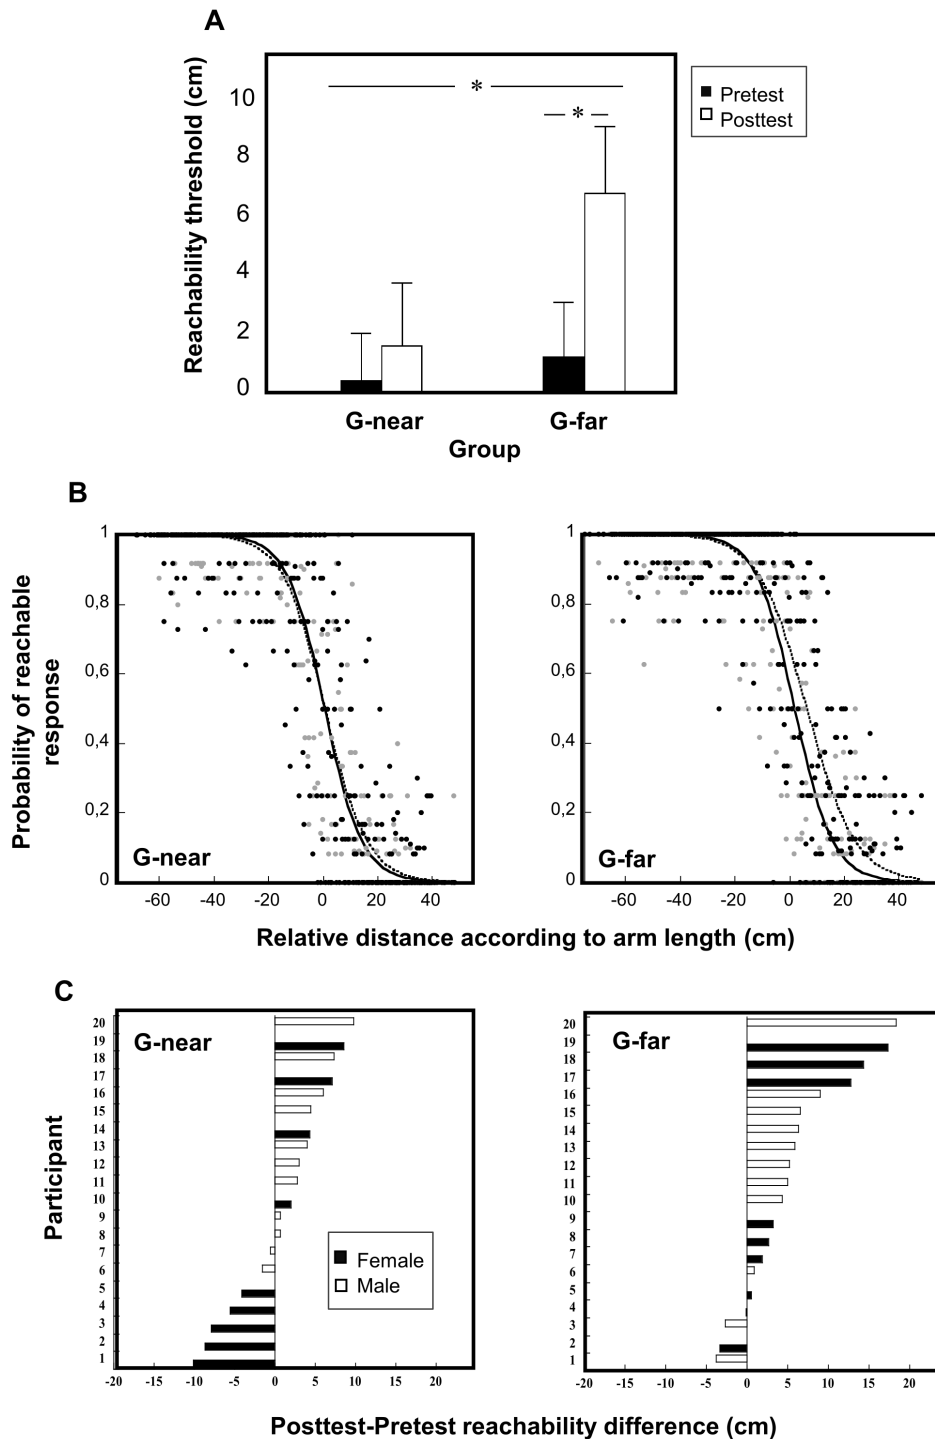 A
Reachability threshold (cm)
10
8
6
4
2
0
* 
*
Pretest
Posttest
G-near G-far
Group
B
Probability of reachable
response
1
0,8
0,6
0,4
0,2
0
G-near
-60 -40 -20 0 20 40
1
0,8
0,6
0,4
0,2
0
G-far
-60 -40 -20 0 20 40
Relative distance according to arm length (cm)
C
Participant
G-near
20
19
18
17
16
15
14
13
12
11
10
9
8
7
6
5
4
3
2
1
Female
Male
-20 -15 -10 -5 0 5 10 15 20
G-far
20
19
18
17
16
15
14
13
12
11
10
9
8
7
6
5
4
3
2
1
-20 -15 -10 -5 0 5 10 15 20
Posttest-Pretest reachability difference (cm)